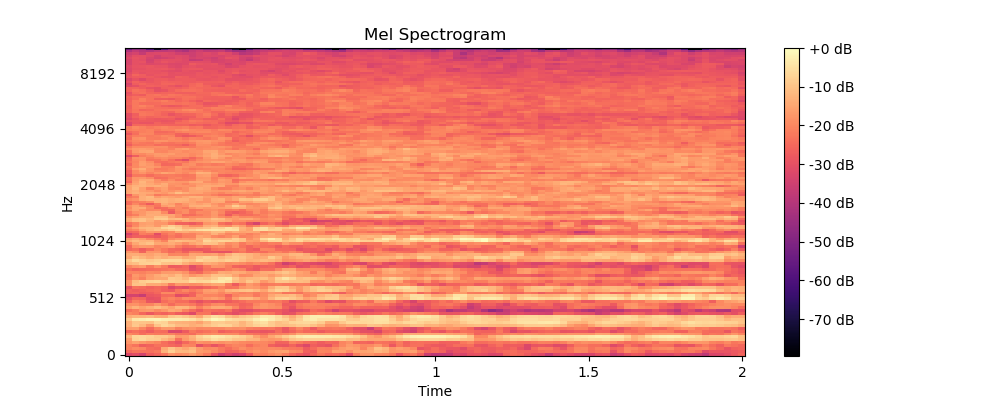 Mel Spectrogram
Hz
8192
4096
2048
1024
512
0
0 0.5 1 1.5 2
Time
+0 dB
-10 dB
-20 dB
-30 dB
-40 dB
-50 dB
-60 dB
-70 dB